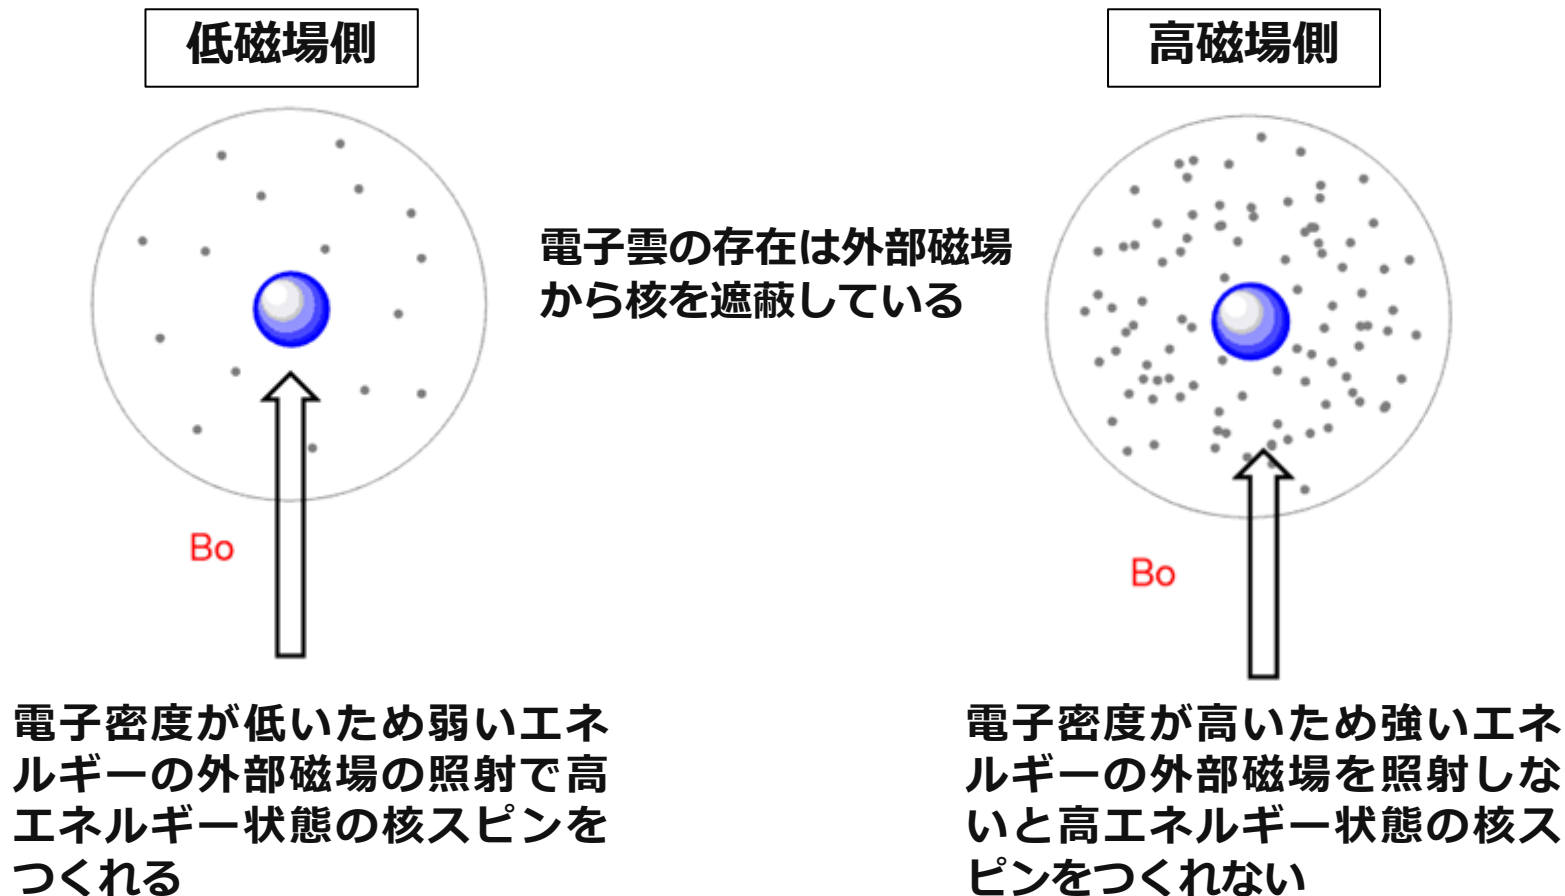 低磁場側
高磁場側
電子雲の存在は外部磁場
から核を遮蔽している
Bo
Bo
電子密度が低いため弱いエネ
ルギーの外部磁場の照射で高
エネルギー状態の核スピンを
つくれる
電子密度が高いため強いエネ
ルギーの外部磁場を照射しな
いと高エネルギー状態の核ス
ピンをつくれない